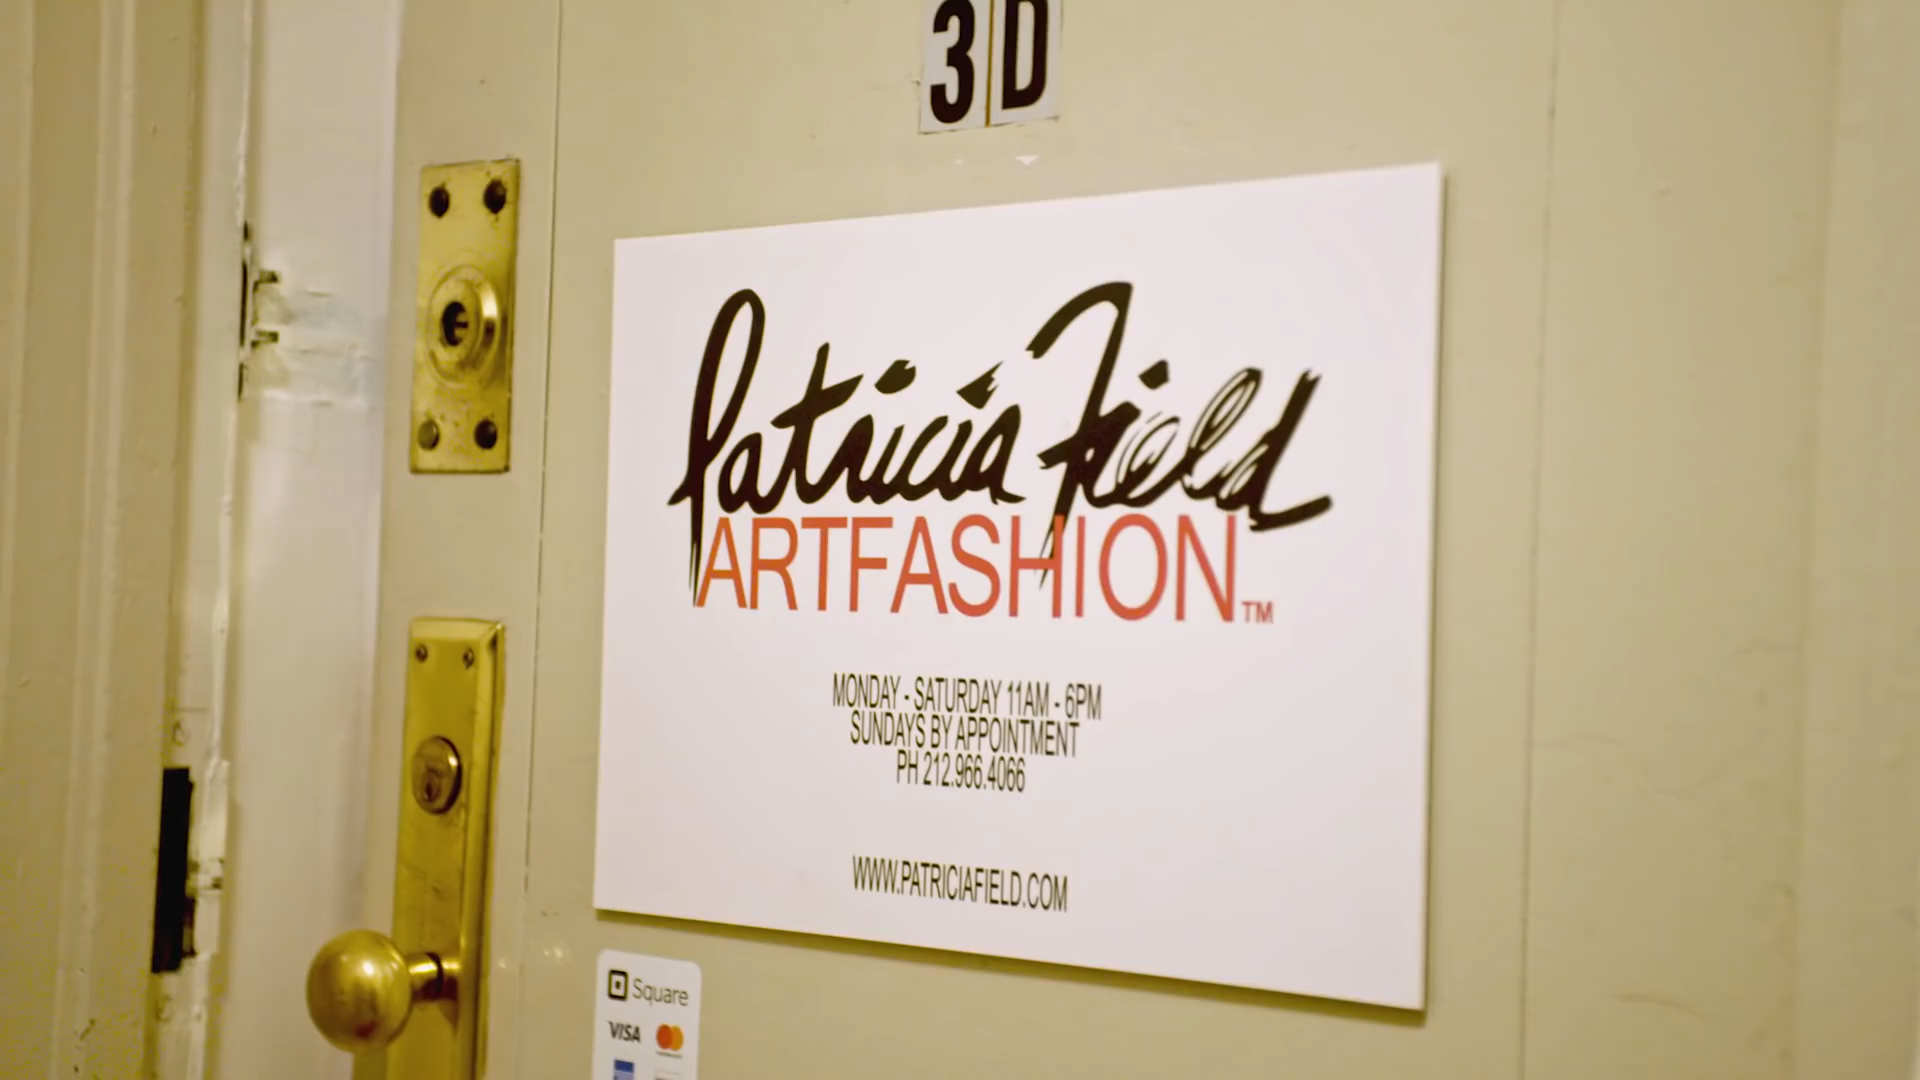 3D
Patricia Field
ARTFASHION™
MONDAY - SATURDAY 11AM - 6PM
SUNDAYS BY APPOINTMENT
PH 212.966.4066
WWW.PATRICIAFIELD.COM
Square
VISA